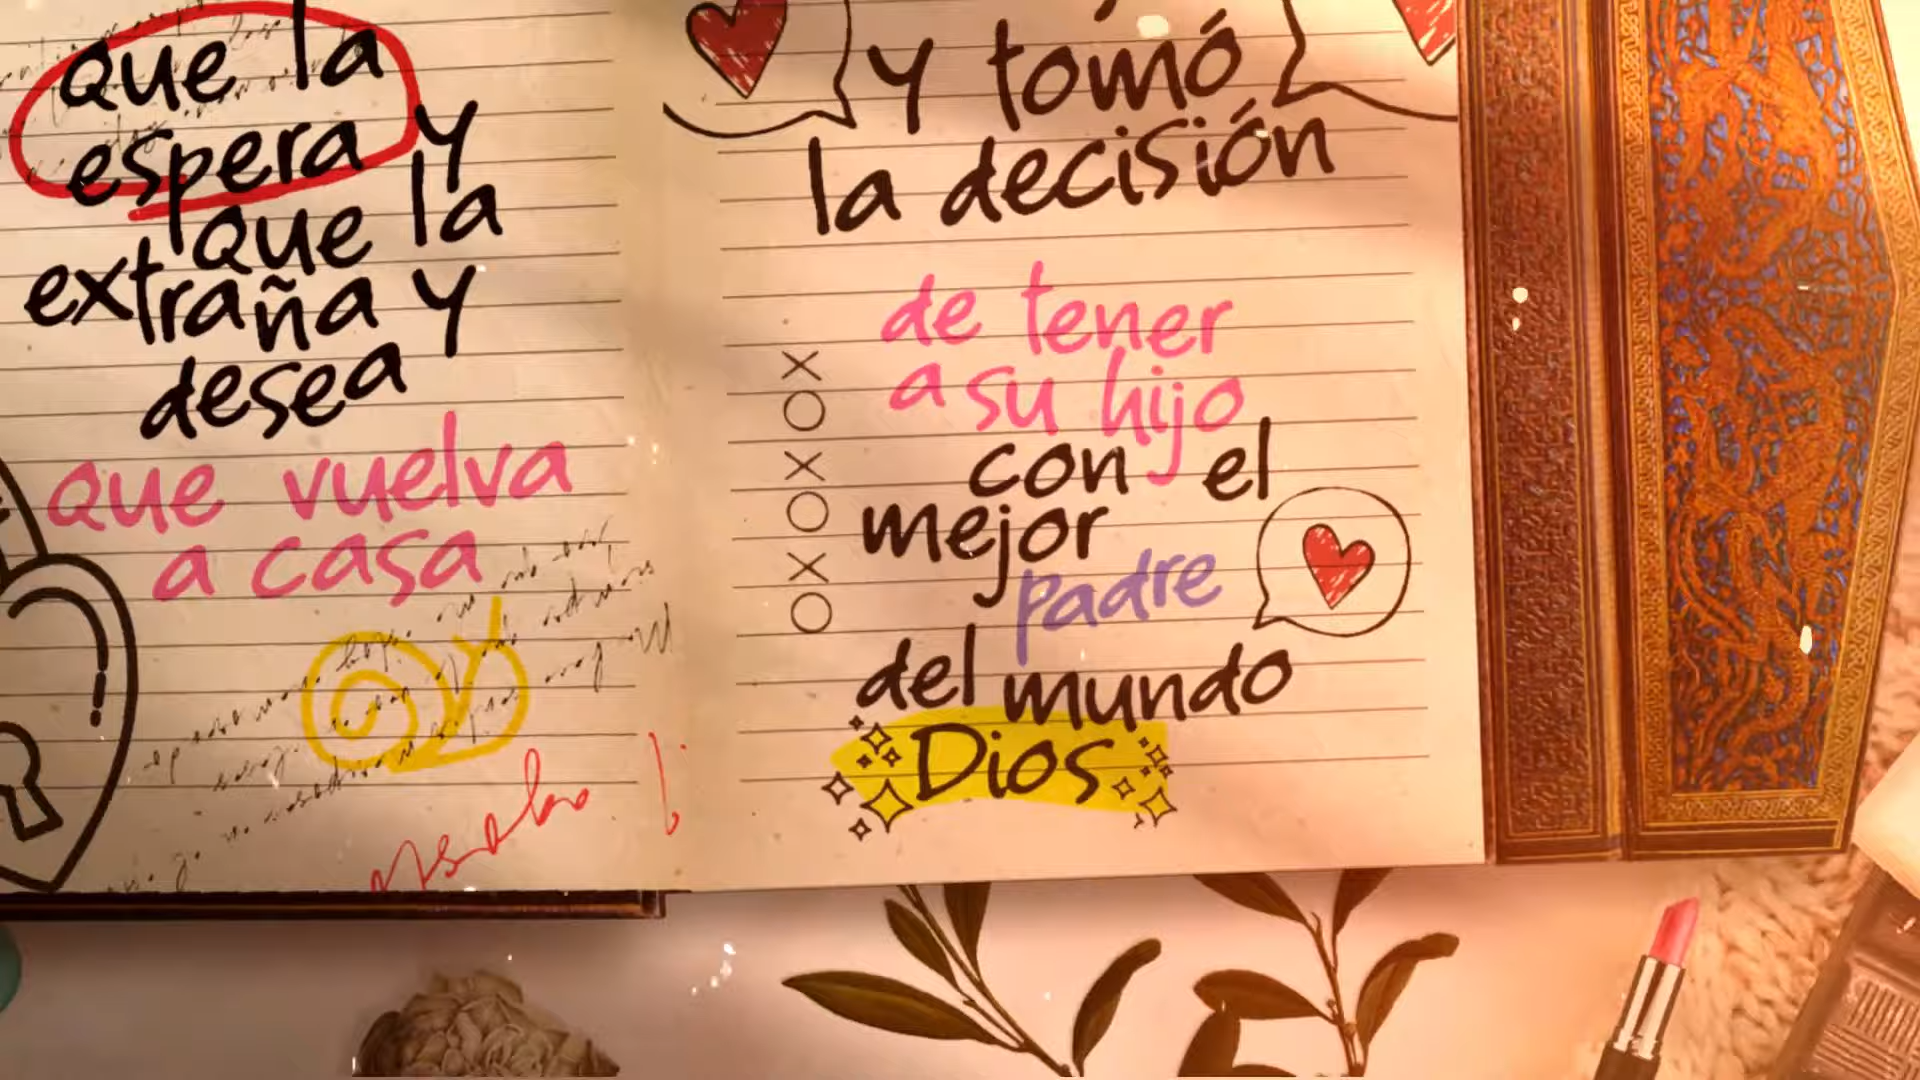 que la
espera y
que la
extraña y
desea
que vuelva
a casa
y tomó
la decisión
de tener
a su hijo
con el
mejor
padre
del mundo
Dios